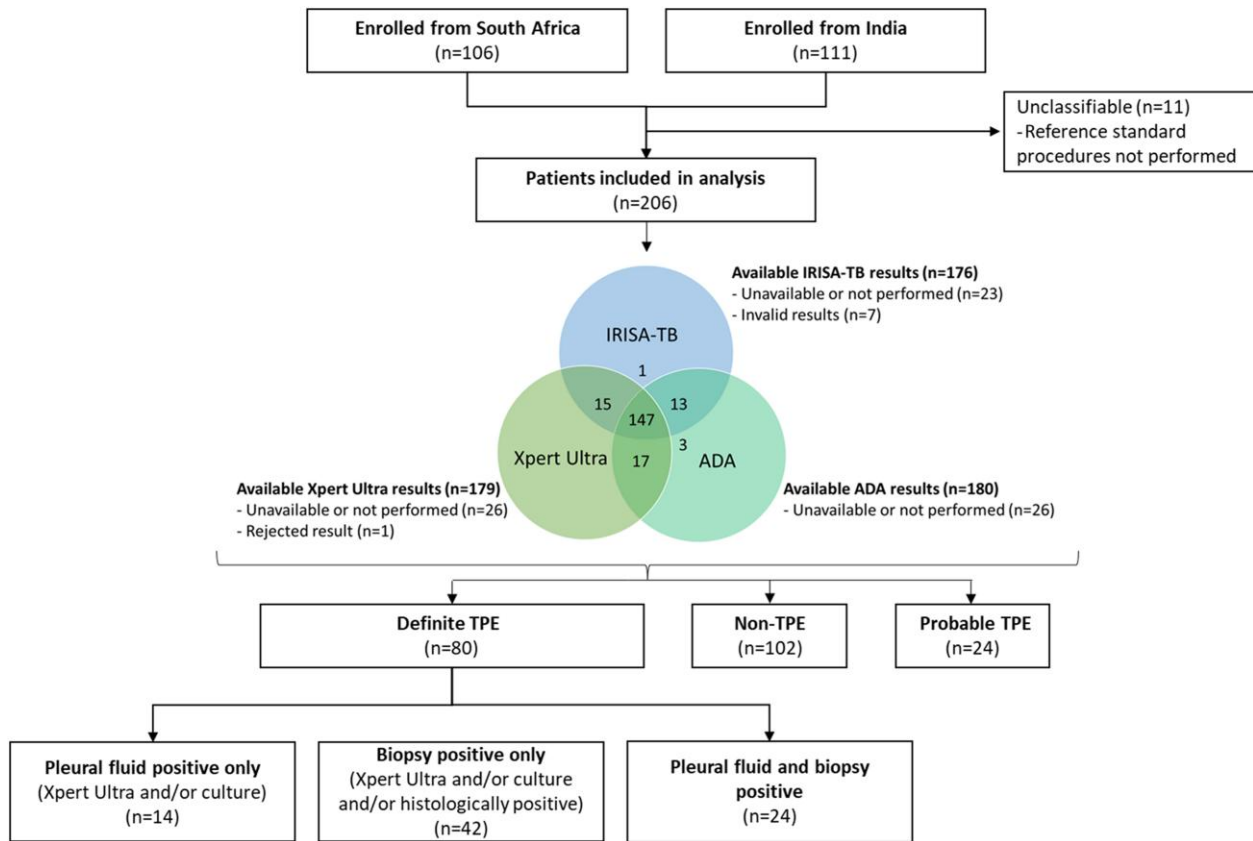 Enrolled from South Africa
(n=106)
Enrolled from India
(n=111)
Unclassifiable (n=11)
-Reference standard
procedures not performed
Patients included in analysis
(n=206)
Available IRISA-TB results (n=176)
- Unavailable or not performed (n=23)
- Invalid results (n=7)
IRISA-TB
1
15
13
147
3
Xpert Ultra
17
ADA
Available Xpert Ultra results (n=179)
- Unavailable or not performed (n=26)
- Rejected result (n=1)
Available ADA results (n=180)
- Unavailable or not performed (n=26)
Definite TPE
(n=80)
Non-TPE
(n=102)
Probable TPE
(n=24)
Pleural fluid positive only
(Xpert Ultra and/or culture)
n=14
Biopsy positive only
(Xpert Ultra and/or culture
and/or histologically positive)
n=42
Pleural fluid and biopsy
positive
n=24